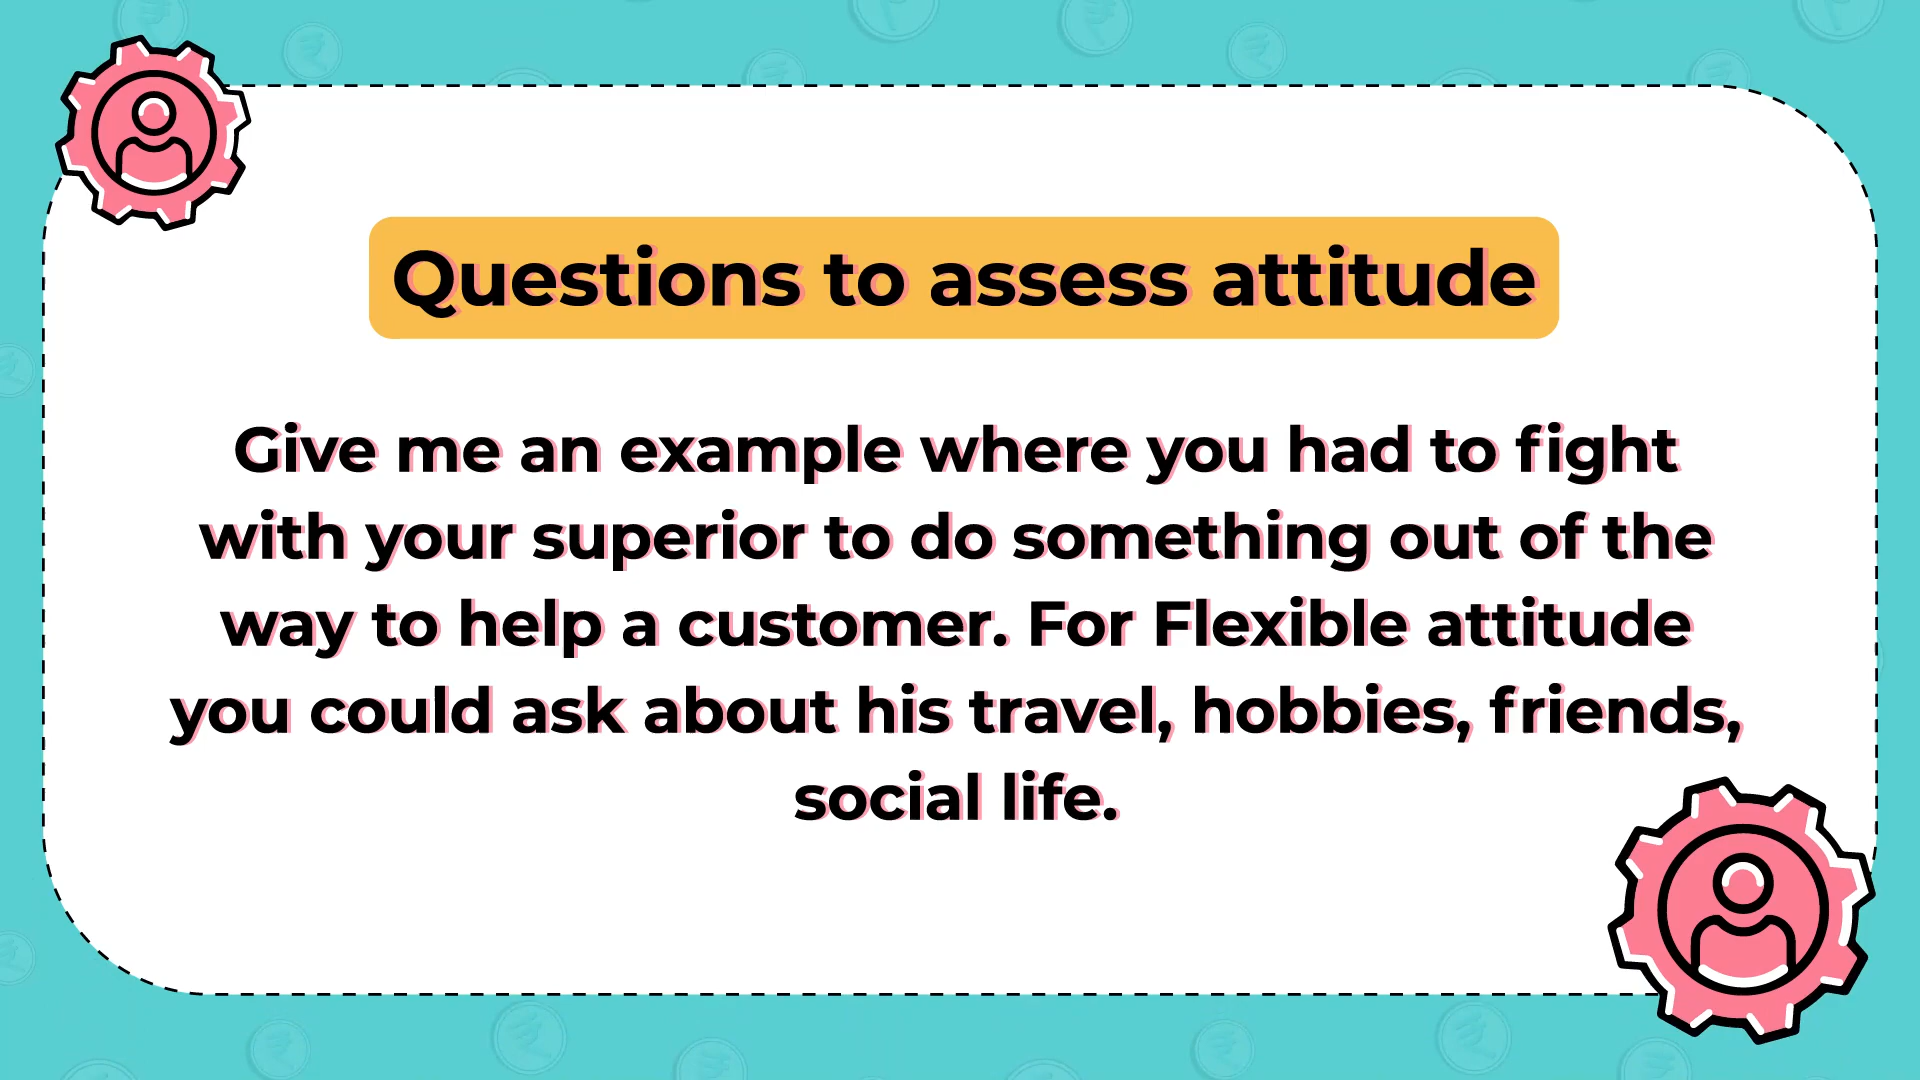 Questions to assess attitude
Give me an example where you had to fight
with your superior to do something out of the
way to help a customer. For Flexible attitude
you could ask about his travel, hobbies, friends,
social life.